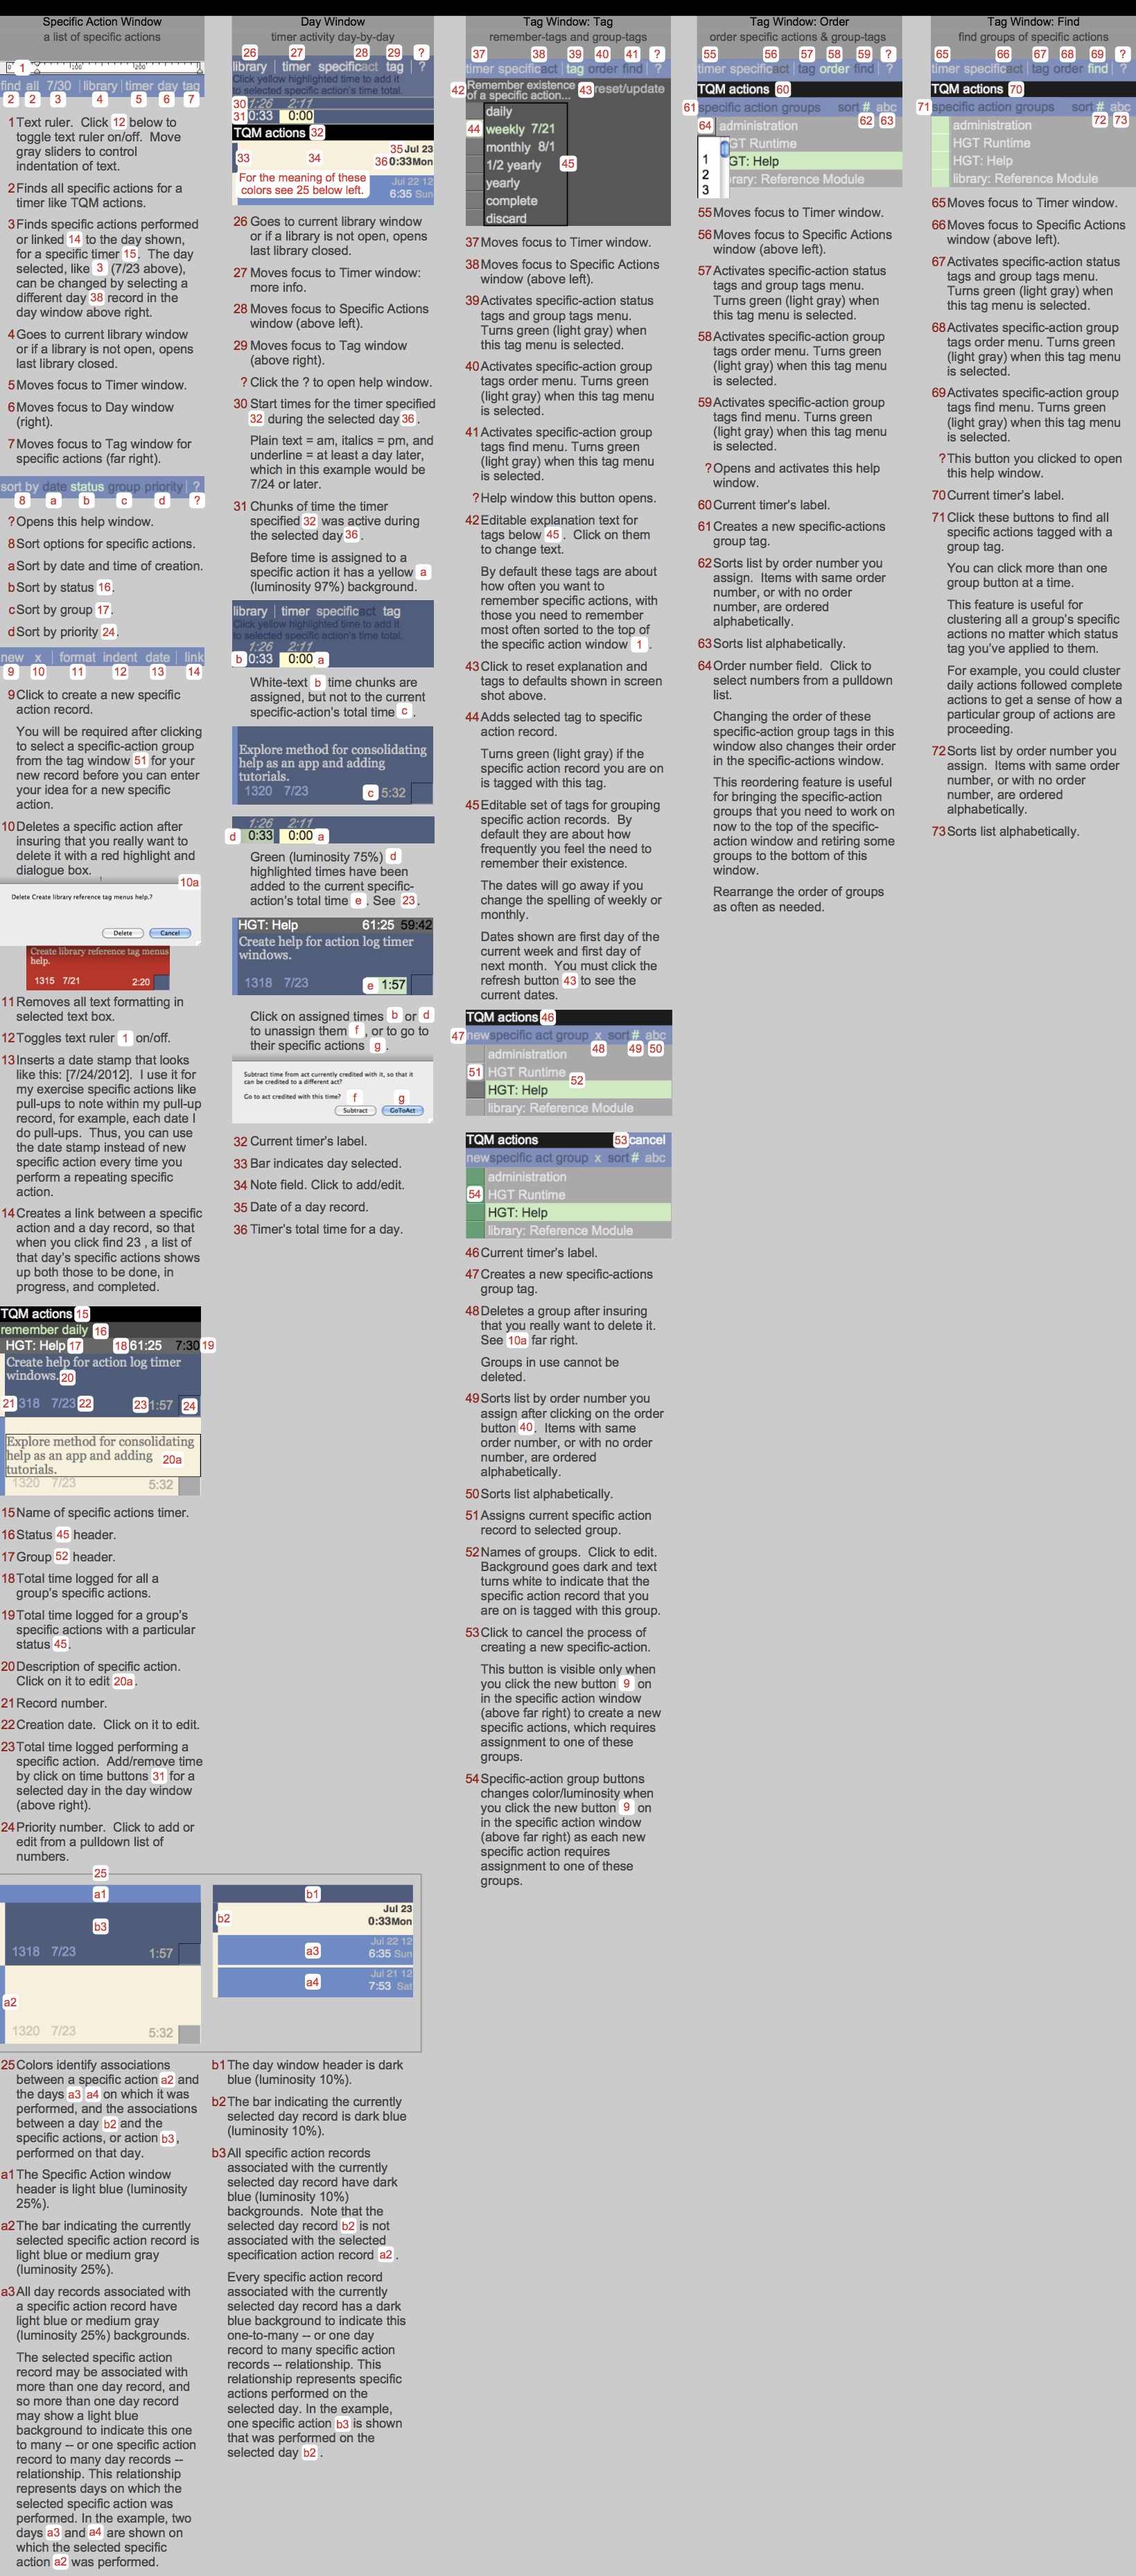 Specific Action Window
a list of specific actions
0 1 100 200
find all 7/30 library timer day tag
2 2 3 4 5 6 7
1 Text ruler. Click 12 below to
toggle text ruler on/off. Move
gray sliders to control
indentation of text.
2 Finds all specific actions for a
timer like TQM actions.
3 Finds specific actions performed
or linked 14 to the day shown,
for a specific timer 15. The day
selected, like 3 (7/23 above),
can be changed by selecting a
different day 38 record in the
day window above right.
4 Goes to current library window
or if a library is not open, opens
last library closed.
5 Moves focus to Timer window.
6 Moves focus to Day window
(right).
7 Moves focus to Tag window for
specific actions (far right).
sort by date status group priority ?
8 a b c d ?
? Opens this help window.
8 Sort options for specific actions.
a Sort by date and time of creation.
b Sort by status 16.
c Sort by group 17.
d Sort by priority 24.
new x format indent date link
9 10 11 12 13 14
9 Click to create a new specific
action record.
You will be required after clicking
to select a specific-action group
from the tag window 51 for your
new record before you can enter
your idea for a new specific
action.
10 Deletes a specific action after
insuring that you really want to
delete it with a red highlight and
dialogue box.
10a
Delete Create library reference tag menus help.?
Delete Cancel
Create library reference tag menus
help.
1315 7/21 2:20
11 Removes all text formatting in
selected text box.
12 Toggles text ruler 1 on/off.
13 Inserts a date stamp that looks
like this: [7/24/2012]. I use it for
my exercise specific actions like
pull-ups to note within my pull-up
record, for example, each date I
do pull-ups. Thus, you can use
the date stamp instead of new
specific action every time you
perform a repeating specific
action.
14 Creates a link between a specific
action and a day record, so that
when you click find 23 , a list of
that day's specific actions shows
up both those to be done, in
progress, and completed.
TQM actions 15
remember daily 16
HGT: Help 17 18 61:25 7:30 19
Create help for action log timer
windows. 20
21 318 7/23 22 23 1:57 24
Explore method for consolidating
help as an app and adding 20a
tutorials.
1320 7/23 5:32
15 Name of specific actions timer.
16 Status 45 header.
17 Group 52 header.
18 Total time logged for all a
group's specific actions.
19 Total time logged for a group's
specific actions with a particular
status 45.
20 Description of specific action.
Click on it to edit 20a.
21 Record number.
22 Creation date. Click on it to edit.
23 Total time logged performing a
specific action. Add/remove time
by click on time buttons 31 for a
selected day in the day window
(above right).
24 Priority number. Click to add or
edit from a pulldown list of
numbers.
25
a1
b3
1318 7/23 1:57
a2
1320 7/23 5:32
b1
Jul 23
b2 0:33Mon
Jul 22 12
a3 6:35 Sun
Jul 21 12
a4 7:53 Sat
25 Colors identify associations
between a specific action a2 and
the days a3 a4 on which it was
performed, and the associations
between a day b2 and the
specific actions, or action b3,
performed on that day.
a1 The Specific Action window
header is light blue (luminosity
25%).
a2 The bar indicating the currently
selected specific action record is
light blue or medium gray
(luminosity 25%).
a3 All day records associated with
a specific action record have
light blue or medium gray
(luminosity 25%) backgrounds.
The selected specific action
record may be associated with
more than one day record, and
so more than one day record
may show a light blue
background to indicate this one
to many -- or one specific action
record to many day records --
relationship. This relationship
represents days on which the
selected specific action was
performed. In the example, two
days a3 and a4 are shown on
which the selected specific
action a2 was performed.
b1 The day window header is dark
blue (luminosity 10%).
b2 The bar indicating the currently
selected day record is dark blue
(luminosity 10%).
b3 All specific action records
associated with the currently
selected day record have dark
blue (luminosity 10%)
backgrounds. Note that the
selected day record b2 is not
associated with the selected
specification action record a2 .
Every specific action record
associated with the currently
selected day record has a dark
blue background to indicate this
one-to-many -- or one day
record to many specific action
records -- relationship. This
relationship represents specific
actions performed on the
selected day. In the example,
one specific action b3 is shown
that was performed on the
selected day b2 .
Day Window
timer activity day-by-day
26 27 28 29 ?
library timer specific act tag ?
Click yellow highlighted time to add it
to selected specific action's time total.
30 1:26 2:11
31 0:33 0:00
TQM actions 32
35 Jul 23
33 34 36 0:33Mon
For the meaning of these
colors see 25 below left.
Jul 22 12
6:35 Sun
26 Goes to current library window
or if a library is not open, opens
last library closed.
27 Moves focus to Timer window:
more info.
28 Moves focus to Specific Actions
window (above left).
29 Moves focus to Tag window
(above right).
? Click the ? to open help window.
30 Start times for the timer specified
32 during the selected day 36.
Plain text = am, italics = pm, and
underline = at least a day later,
which in this example would be
7/24 or later.
31 Chunks of time the timer
specified 32 was active during
the selected day 36.
Before time is assigned to a
specific action it has a yellow a
(luminosity 97%) background.
library timer specific act tag
Click yellow highlighted time to add it
to selected specific action's time total.
1:26 2:11
b 0:33 0:00 a
White-text b time chunks are
assigned, but not to the current
specific-action's total time c .
Explore method for consolidating
help as an app and adding
tutorials.
1320 7/23 c 5:32
1:26 2:11
d 0:33 0:00 a
Green (luminosity 75%) d
highlighted times have been
added to the current specific-
action's total time e . See 23.
HGT: Help 61:25 59:42
Create help for action log timer
windows.
1318 7/23 e 1:57
Click on assigned times b or d
to unassign them f , or to go to
their specific actions g .
Subtract time from act currently credited with it, so that it
can be credited to a different act?
Go to act credited with this time? f g
Subtract GoToAct
32 Current timer's label.
33 Bar indicates day selected.
34 Note field. Click to add/edit.
35 Date of a day record.
36 Timer's total time for a day.
Tag Window: Tag
remember-tags and group-tags
37 38 39 40 41 ?
timer specific act tag order find ?
42 Remember existence 43 reset/update
of a specific action...
daily
44 weekly 7/21
monthly 8/1
1/2 yearly 45
yearly
complete
discard
37 Moves focus to Timer window.
38 Moves focus to Specific Actions
window (above left).
39 Activates specific-action status
tags and group tags menu.
Turns green (light gray) when
this tag menu is selected.
40 Activates specific-action group
tags order menu. Turns green
(light gray) when this tag menu
is selected.
41 Activates specific-action group
tags find menu. Turns green
(light gray) when this tag menu
is selected.
? Help window this button opens.
42 Editable explanation text for
tags below 45 . Click on them
to change text.
By default these tags are about
how often you want to
remember specific actions, with
those you need to remember
most often sorted to the top of
the specific action window 1 .
43 Click to reset explanation and
tags to defaults shown in screen
shot above.
44 Adds selected tag to specific
action record.
Turns green (light gray) if the
specific action record you are on
is tagged with this tag.
45 Editable set of tags for grouping
specific action records. By
default they are about how
frequently you feel the need to
remember their existence.
The dates will go away if you
change the spelling of weekly or
monthly.
Dates shown are first day of the
current week and first day of
next month. You must click the
refresh button 43 to see the
current dates.
TQM actions 46
47 new specific act group x sort # abc
administration 48 49 50
51 HGT Runtime 52
HGT: Help
library: Reference Module
TQM actions 53 cancel
new specific act group x sort # abc
administration
54 HGT Runtime
HGT: Help
library: Reference Module
46 Current timer's label.
47 Creates a new specific-actions
group tag.
48 Deletes a group after insuring
that you really want to delete it.
See 10a far right.
Groups in use cannot be
deleted.
49 Sorts list by order number you
assign after clicking on the order
button 40. Items with same
order number, or with no order
number, are ordered
alphabetically.
50 Sorts list alphabetically.
51 Assigns current specific action
record to selected group.
52 Names of groups. Click to edit.
Background goes dark and text
turns white to indicate that the
specific action record that you
are on is tagged with this group.
53 Click to cancel the process of
creating a new specific-action.
This button is visible only when
you click the new button 9 on
in the specific action window
(above far right) to create a new
specific actions, which requires
assignment to one of these
groups.
54 Specific-action group buttons
changes color/luminosity when
you click the new button 9 on
in the specific action window
(above far right) as each new
specific action requires
assignment to one of these
groups.
Tag Window: Order
order specific actions & group-tags
55 56 57 58 59 ?
timer specific act tag order find ?
TQM actions 60
61 specific action groups sort # abc
62 63
64 administration
GT Runtime
1 GT: Help
2 rary: Reference Module
3
55 Moves focus to Timer window.
56 Moves focus to Specific Actions
window (above left).
57 Activates specific-action status
tags and group tags menu.
Turns green (light gray) when
this tag menu is selected.
58 Activates specific-action group
tags order menu. Turns green
(light gray) when this tag menu
is selected.
59 Activates specific-action group
tags find menu. Turns green
(light gray) when this tag menu
is selected.
? Opens and activates this help
window.
60 Current timer's label.
61 Creates a new specific-actions
group tag.
62 Sorts list by order number you
assign. Items with same order
number, or with no order
number, are ordered
alphabetically.
63 Sorts list alphabetically.
64 Order number field. Click to
select numbers from a pulldown
list.
Changing the order of these
specific-action group tags in this
window also changes their order
in the specific-actions window.
This reordering feature is useful
for bringing the specific-action
groups that you need to work on
now to the top of the specific-
action window and retiring some
groups to the bottom of this
window.
Rearrange the order of groups
as often as needed.
Tag Window: Find
find groups of specific actions
65 66 67 68 69 ?
timer specific act tag order find ?
TQM actions 70
71 specific action groups sort # abc
72 73
administration
HGT Runtime
HGT: Help
library: Reference Module
65 Moves focus to Timer window.
66 Moves focus to Specific Actions
window (above left).
67 Activates specific-action status
tags and group tags menu.
Turns green (light gray) when
this tag menu is selected.
68 Activates specific-action group
tags order menu. Turns green
(light gray) when this tag menu
is selected.
69 Activates specific-action group
tags find menu. Turns green
(light gray) when this tag menu
is selected.
? This button you clicked to open
this help window.
70 Current timer's label.
71 Click these buttons to find all
specific actions tagged with a
group tag.
You can click more than one
group button at a time.
This feature is useful for
clustering all a group's specific
actions no matter which status
tag you've applied to them.
For example, you could cluster
daily actions followed complete
actions to get a sense of how a
particular group of actions are
proceeding.
72 Sorts list by order number you
assign. Items with same order
number, or with no order
number, are ordered
alphabetically.
73 Sorts list alphabetically.